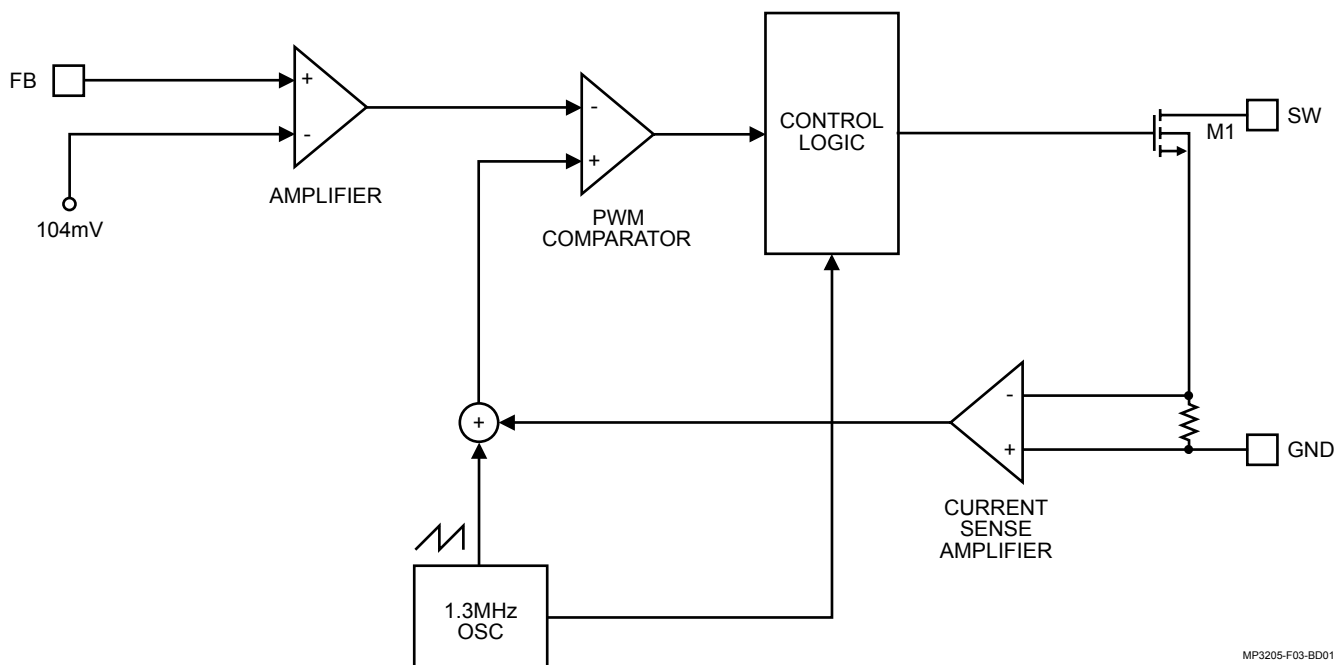 FB
+
-
104mV
AMPLIFIER
-
+
PWM
COMPARATOR
CONTROL
LOGIC
M1
SW
+
-
+
GND
CURRENT
SENSE
AMPLIFIER
1.3MHz
OSC
MP3205-F03-BD01